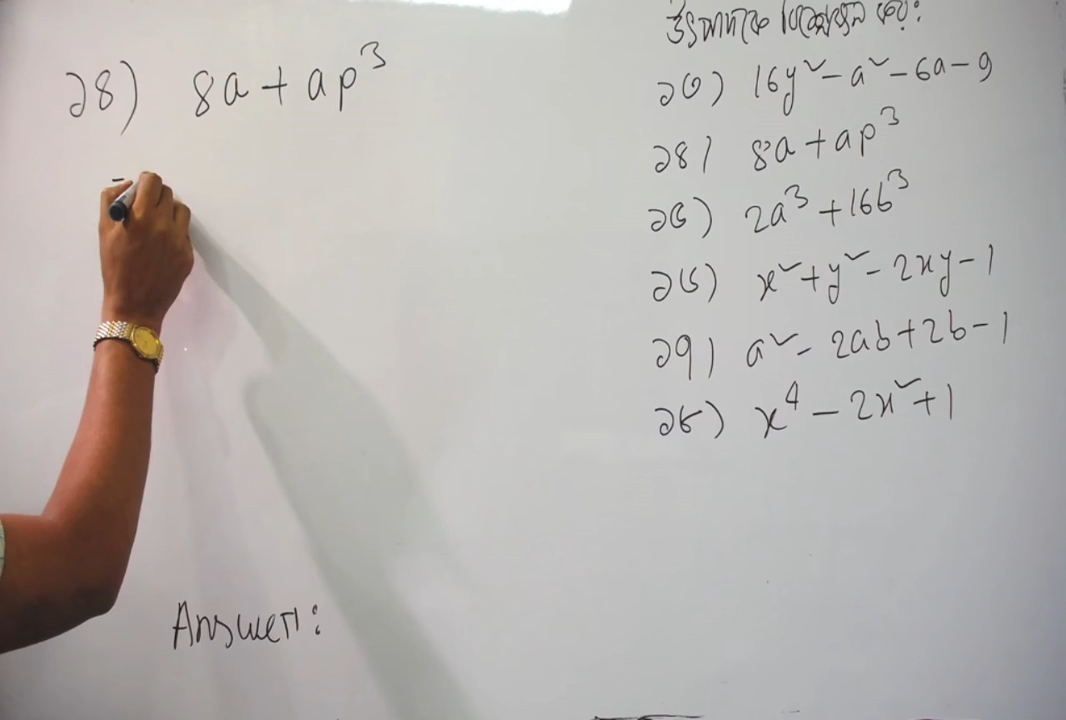 ২৪) 8a + ap³
Answer:
উৎপাদকে বিশ্লেষণ কর:
২৩) 16y² - a² - 6a - 9
২৪) 8a + ap³
২৫) 2a³ + 16b³
২৬) x² + y² - 2xy - 1
২৭) a² - 2ab + 2b - 1
২৮) x⁴ - 2x² + 1